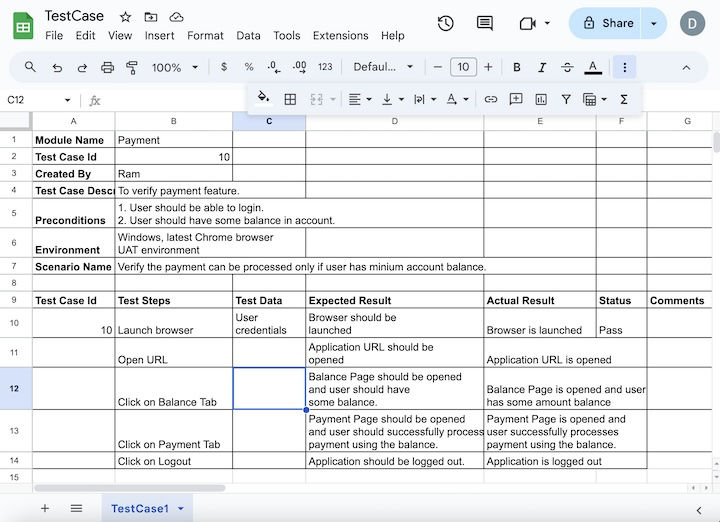 TestCase
File Edit View Insert Format Data Tools Extensions Help
Share
D
100% $ % .0 .00 123 Defaul... 10 B I S A
C12 fx
A B C D E F G
1 Module Name Payment
2 Test Case Id 10
3 Created By Ram
4 Test Case Descr To verify payment feature.
5 Preconditions 1. User should be able to login.
2. User should have some balance in account.
6 Environment Windows, latest Chrome browser
UAT environment
7 Scenario Name Verify the payment can be processed only if user has minium account balance.
8
9 Test Case Id Test Steps Test Data Expected Result Actual Result Status Comments
10 10 Launch browser User
credentials Browser should be
launched Browser is launched Pass
11 Open URL Application URL should be
opened Application URL is opened
12 Click on Balance Tab Balance Page should be opened
and user should have
some balance. Balance Page is opened and user
has some amount balance
13 Click on Payment Tab Payment Page should be opened
and user should successfully process
payment using the balance. Payment Page is opened and
user successfully processes
payment using the balance.
14 Click on Logout Application should be logged out. Application is logged out
15
TestCase1